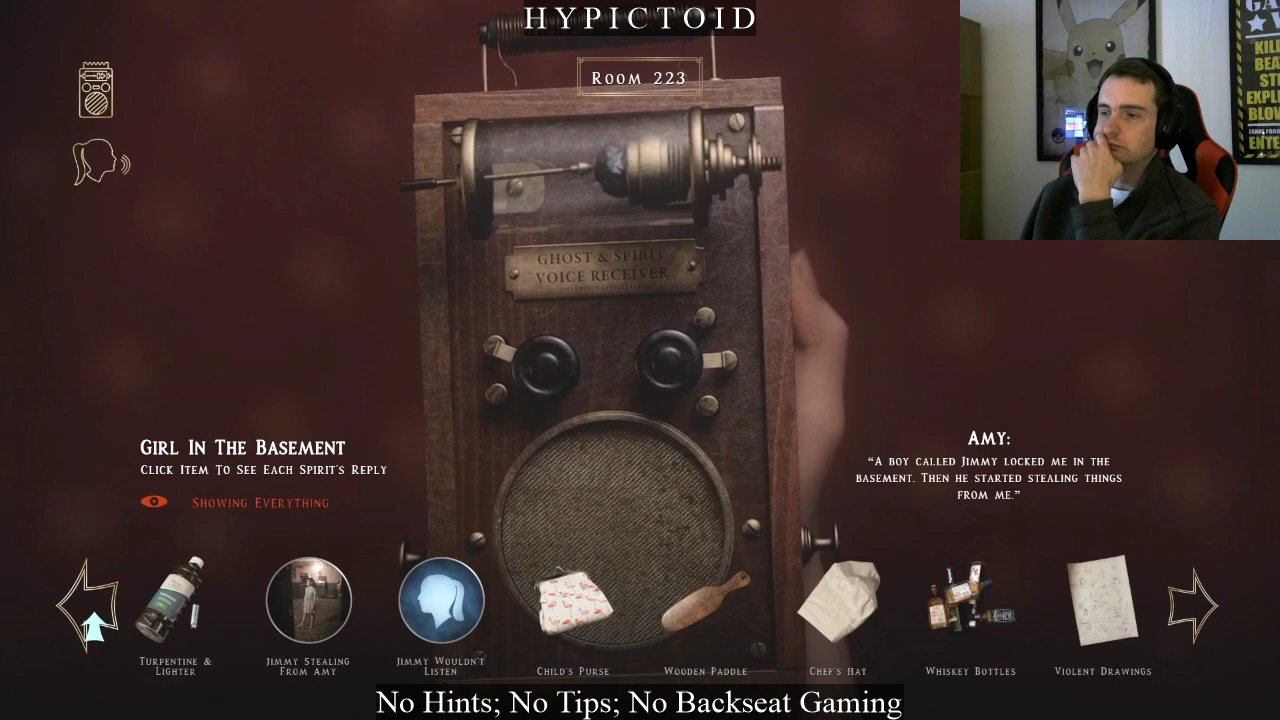 HYPICTOID
Room 223
GHOST & SPIRIT
VOICE RECEIVER
Girl In The Basement
Click Item To See Each Spirit's Reply
Showing Everything
Amy:
“A boy called Jimmy locked me in the
basement. Then he started stealing things
from me.”
Turpentine &
Lighter
Jimmy Stealing
From Amy
Jimmy Wouldn't
Listen
Child's Purse
Wooden Paddle
Chef's Hat
Whiskey Bottles
Violent Drawings
No Hints; No Tips; No Backseat Gaming